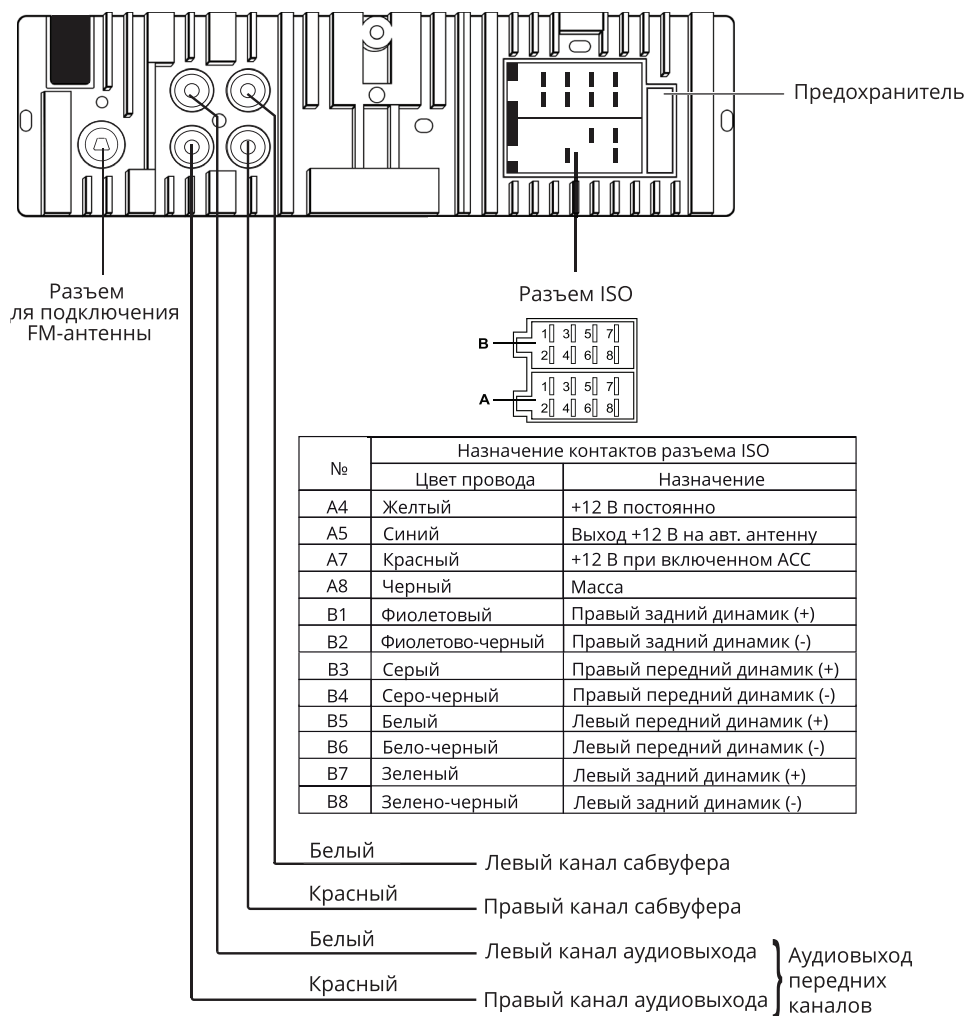 Предохранитель
Разъем
ля подключения
FM-антенны
Разъем ISO
B
1 3 5 7
2 4 6 8
A
1 3 5 7
2 4 6 8
№ Назначение контактов разъема ISO
Цвет провода Назначение
A4 Желтый +12 В постоянно
A5 Синий Выход +12 В на авт. антенну
A7 Красный +12 В при включенном ACC
A8 Черный Масса
B1 Фиолетовый Правый задний динамик (+)
B2 Фиолетово-черный Правый задний динамик (-)
B3 Серый Правый передний динамик (+)
B4 Серо-черный Правый передний динамик (-)
B5 Белый Левый передний динамик (+)
B6 Бело-черный Левый передний динамик (-)
B7 Зеленый Левый задний динамик (+)
B8 Зелено-черный Левый задний динамик (-)
Белый Левый канал сабвуфера
Красный Правый канал сабвуфера
Белый Левый канал аудиовыхода
Красный Правый канал аудиовыхода
Аудиовыход
передних
каналов